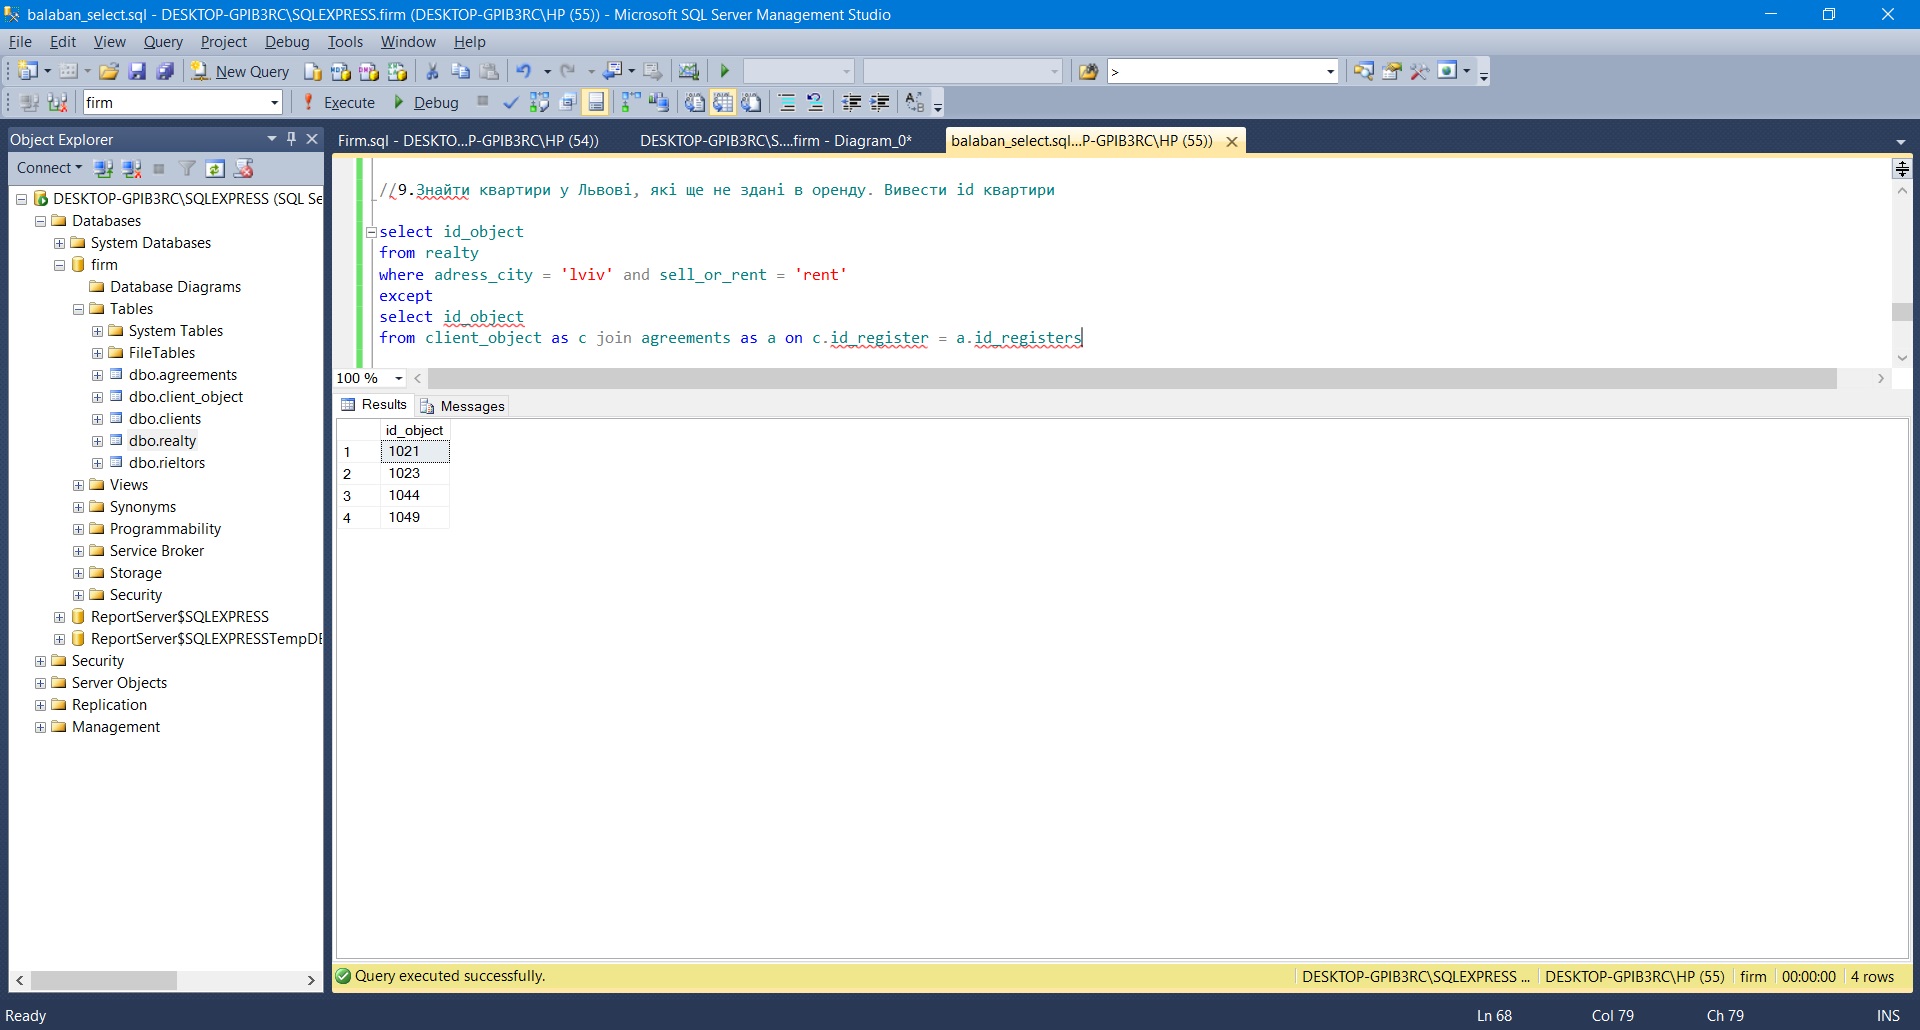 balaban_select.sql - DESKTOP-GPIB3RC\SQLEXPRESS.firm (DESKTOP-GPIB3RC\HP (55)) - Microsoft SQL Server Management Studio
File Edit View Query Project Debug Tools Window Help
New Query >
firm Execute Debug
Object Explorer
Connect
DESKTOP-GPIB3RC\SQLEXPRESS (SQL Se
Databases
System Databases
firm
Database Diagrams
Tables
System Tables
FileTables
dbo.agreements
dbo.client_object
dbo.clients
dbo.realty
dbo.rieltors
Views
Synonyms
Programmability
Service Broker
Storage
Security
ReportServer$SQLEXPRESS
ReportServer$SQLEXPRESSTempDE
Security
Server Objects
Replication
Management
Firm.sql - DESKTO...P-GPIB3RC\HP (54)) DESKTOP-GPIB3RC\S....firm - Diagram_0* balaban_select.sql...P-GPIB3RC\HP (55))
//9.Знайти квартири у Львові, які ще не здані в оренду. Вивести id квартири
select id_object
from realty
where adress_city = 'lviv' and sell_or_rent = 'rent'
except
select id_object
from client_object as c join agreements as a on c.id_register = a.id_registers
100 %
Results Messages
id_object
1 1021
2 1023
3 1044
4 1049
Query executed successfully. DESKTOP-GPIB3RC\SQLEXPRESS ... DESKTOP-GPIB3RC\HP (55) firm 00:00:00 4 rows
Ready Ln 68 Col 79 Ch 79 INS